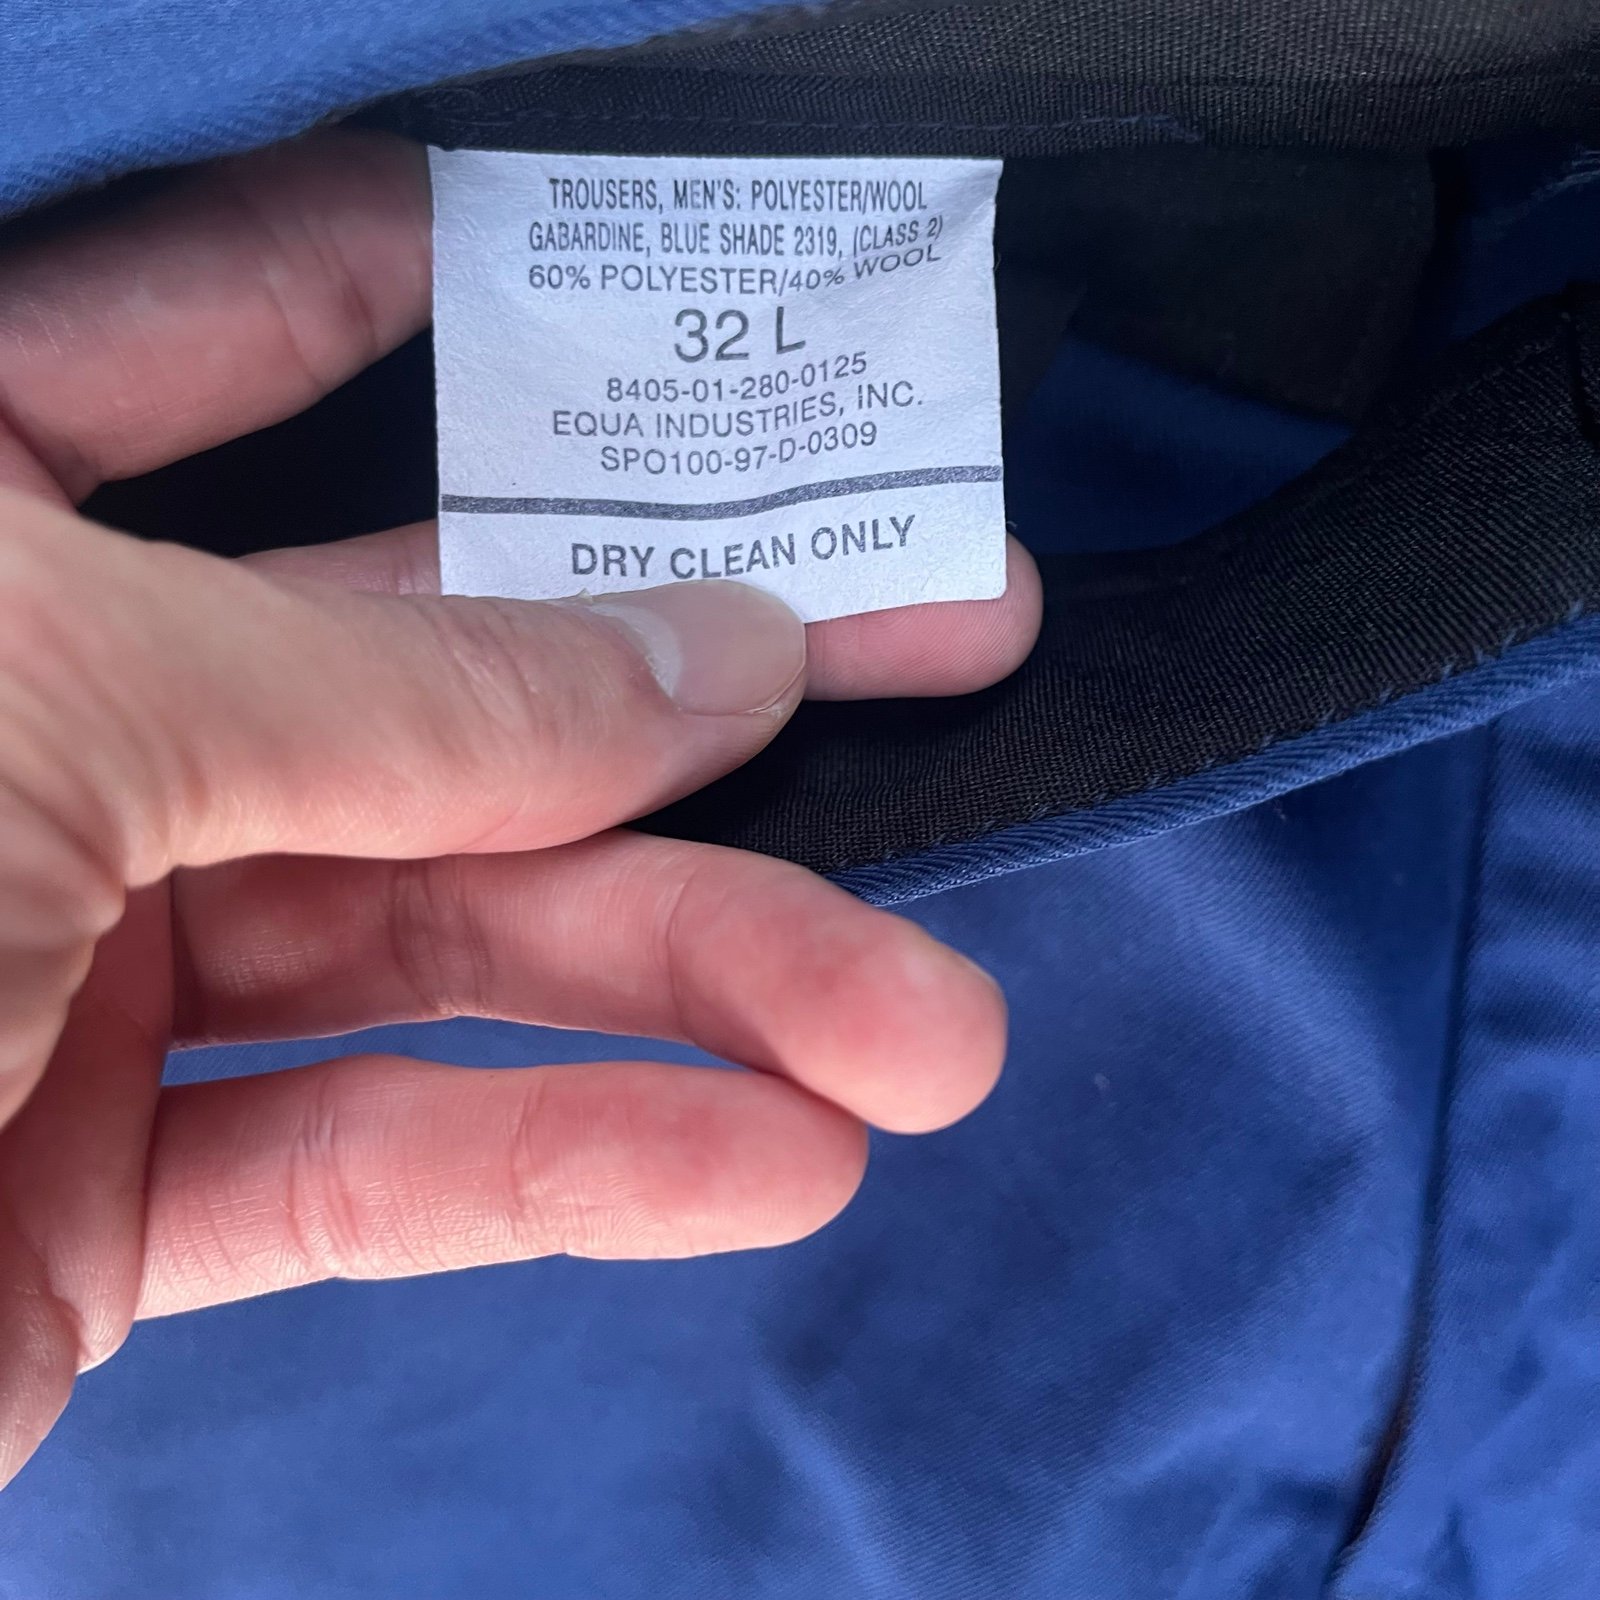 TROUSERS, MEN'S: POLYESTER/WOOL
GABARDINE, BLUE SHADE 2319, (CLASS 2)
60% POLYESTER/40% WOOL
32 L
8405-01-280-0125
EQUA INDUSTRIES, INC.
SPO100-97-D-0309
DRY CLEAN ONLY